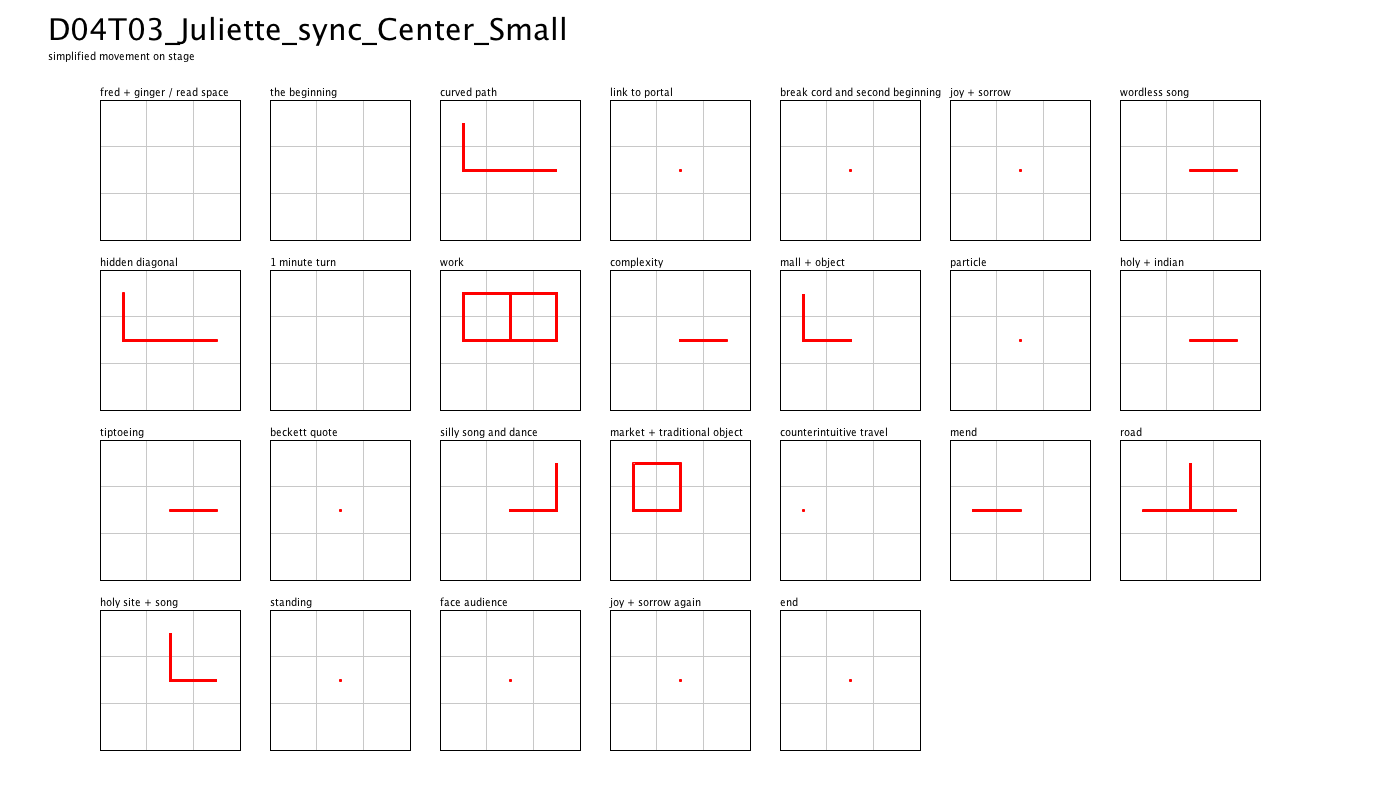 D04T03_Juliette_sync_Center_Small
simplified movement on stage
fred + ginger / read space
the beginning
curved path
link to portal
break cord and second beginning
joy + sorrow
wordless song
hidden diagonal
1 minute turn
work
complexity
mall + object
particle
holy + indian
tiptoeing
beckett quote
silly song and dance
market + traditional object
counterintuitive travel
mend
road
holy site + song
standing
face audience
joy + sorrow again
end